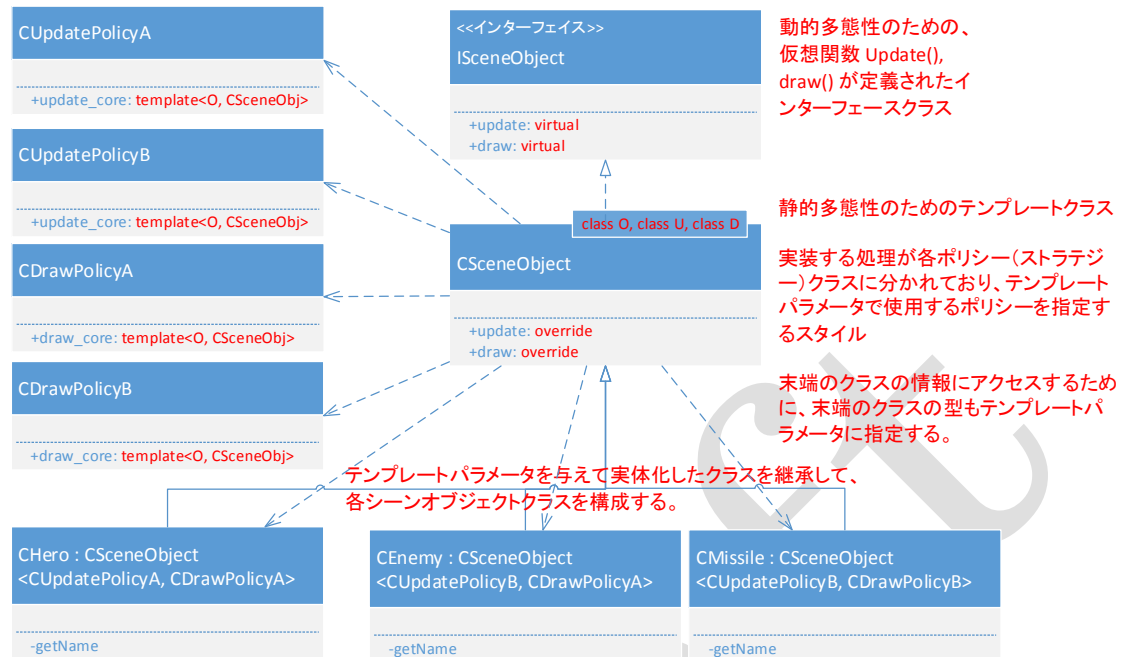 CUpdatePolicyA
+update_core: template<O, CSceneObj>
CUpdatePolicyB
+update_core: template<O, CSceneObj>
CDrawPolicyA
+draw_core: template<O, CSceneObj>
CDrawPolicyB
+draw_core: template<O, CSceneObj>
<<インターフェイス>>
ISceneObject
+update: virtual
+draw: virtual
動的多態性のための、
仮想関数 Update(),
draw() が定義されたイ
ンターフェースクラス
class O, class U, class D
CSceneObject
+update: override
+draw: override
静的多態性のためのテンプレートクラス
実装する処理が各ポリシー(ストラテジ
ー)クラスに分かれており、テンプレート
パラメータで使用するポリシーを指定す
るスタイル
末端のクラスの情報にアクセスするため
に、末端のクラスの型もテンプレートパ
ラメータに指定する。
テンプレートパラメータを与えて実体化したクラスを継承して、
各シーンオブジェクトクラスを構成する。
CHero : CSceneObject
<CUpdatePolicyA, CDrawPolicyA>
-getName
CEnemy : CSceneObject
<CUpdatePolicyB, CDrawPolicyA>
-getName
CMissile : CSceneObject
<CUpdatePolicyB, CDrawPolicyB>
-getName